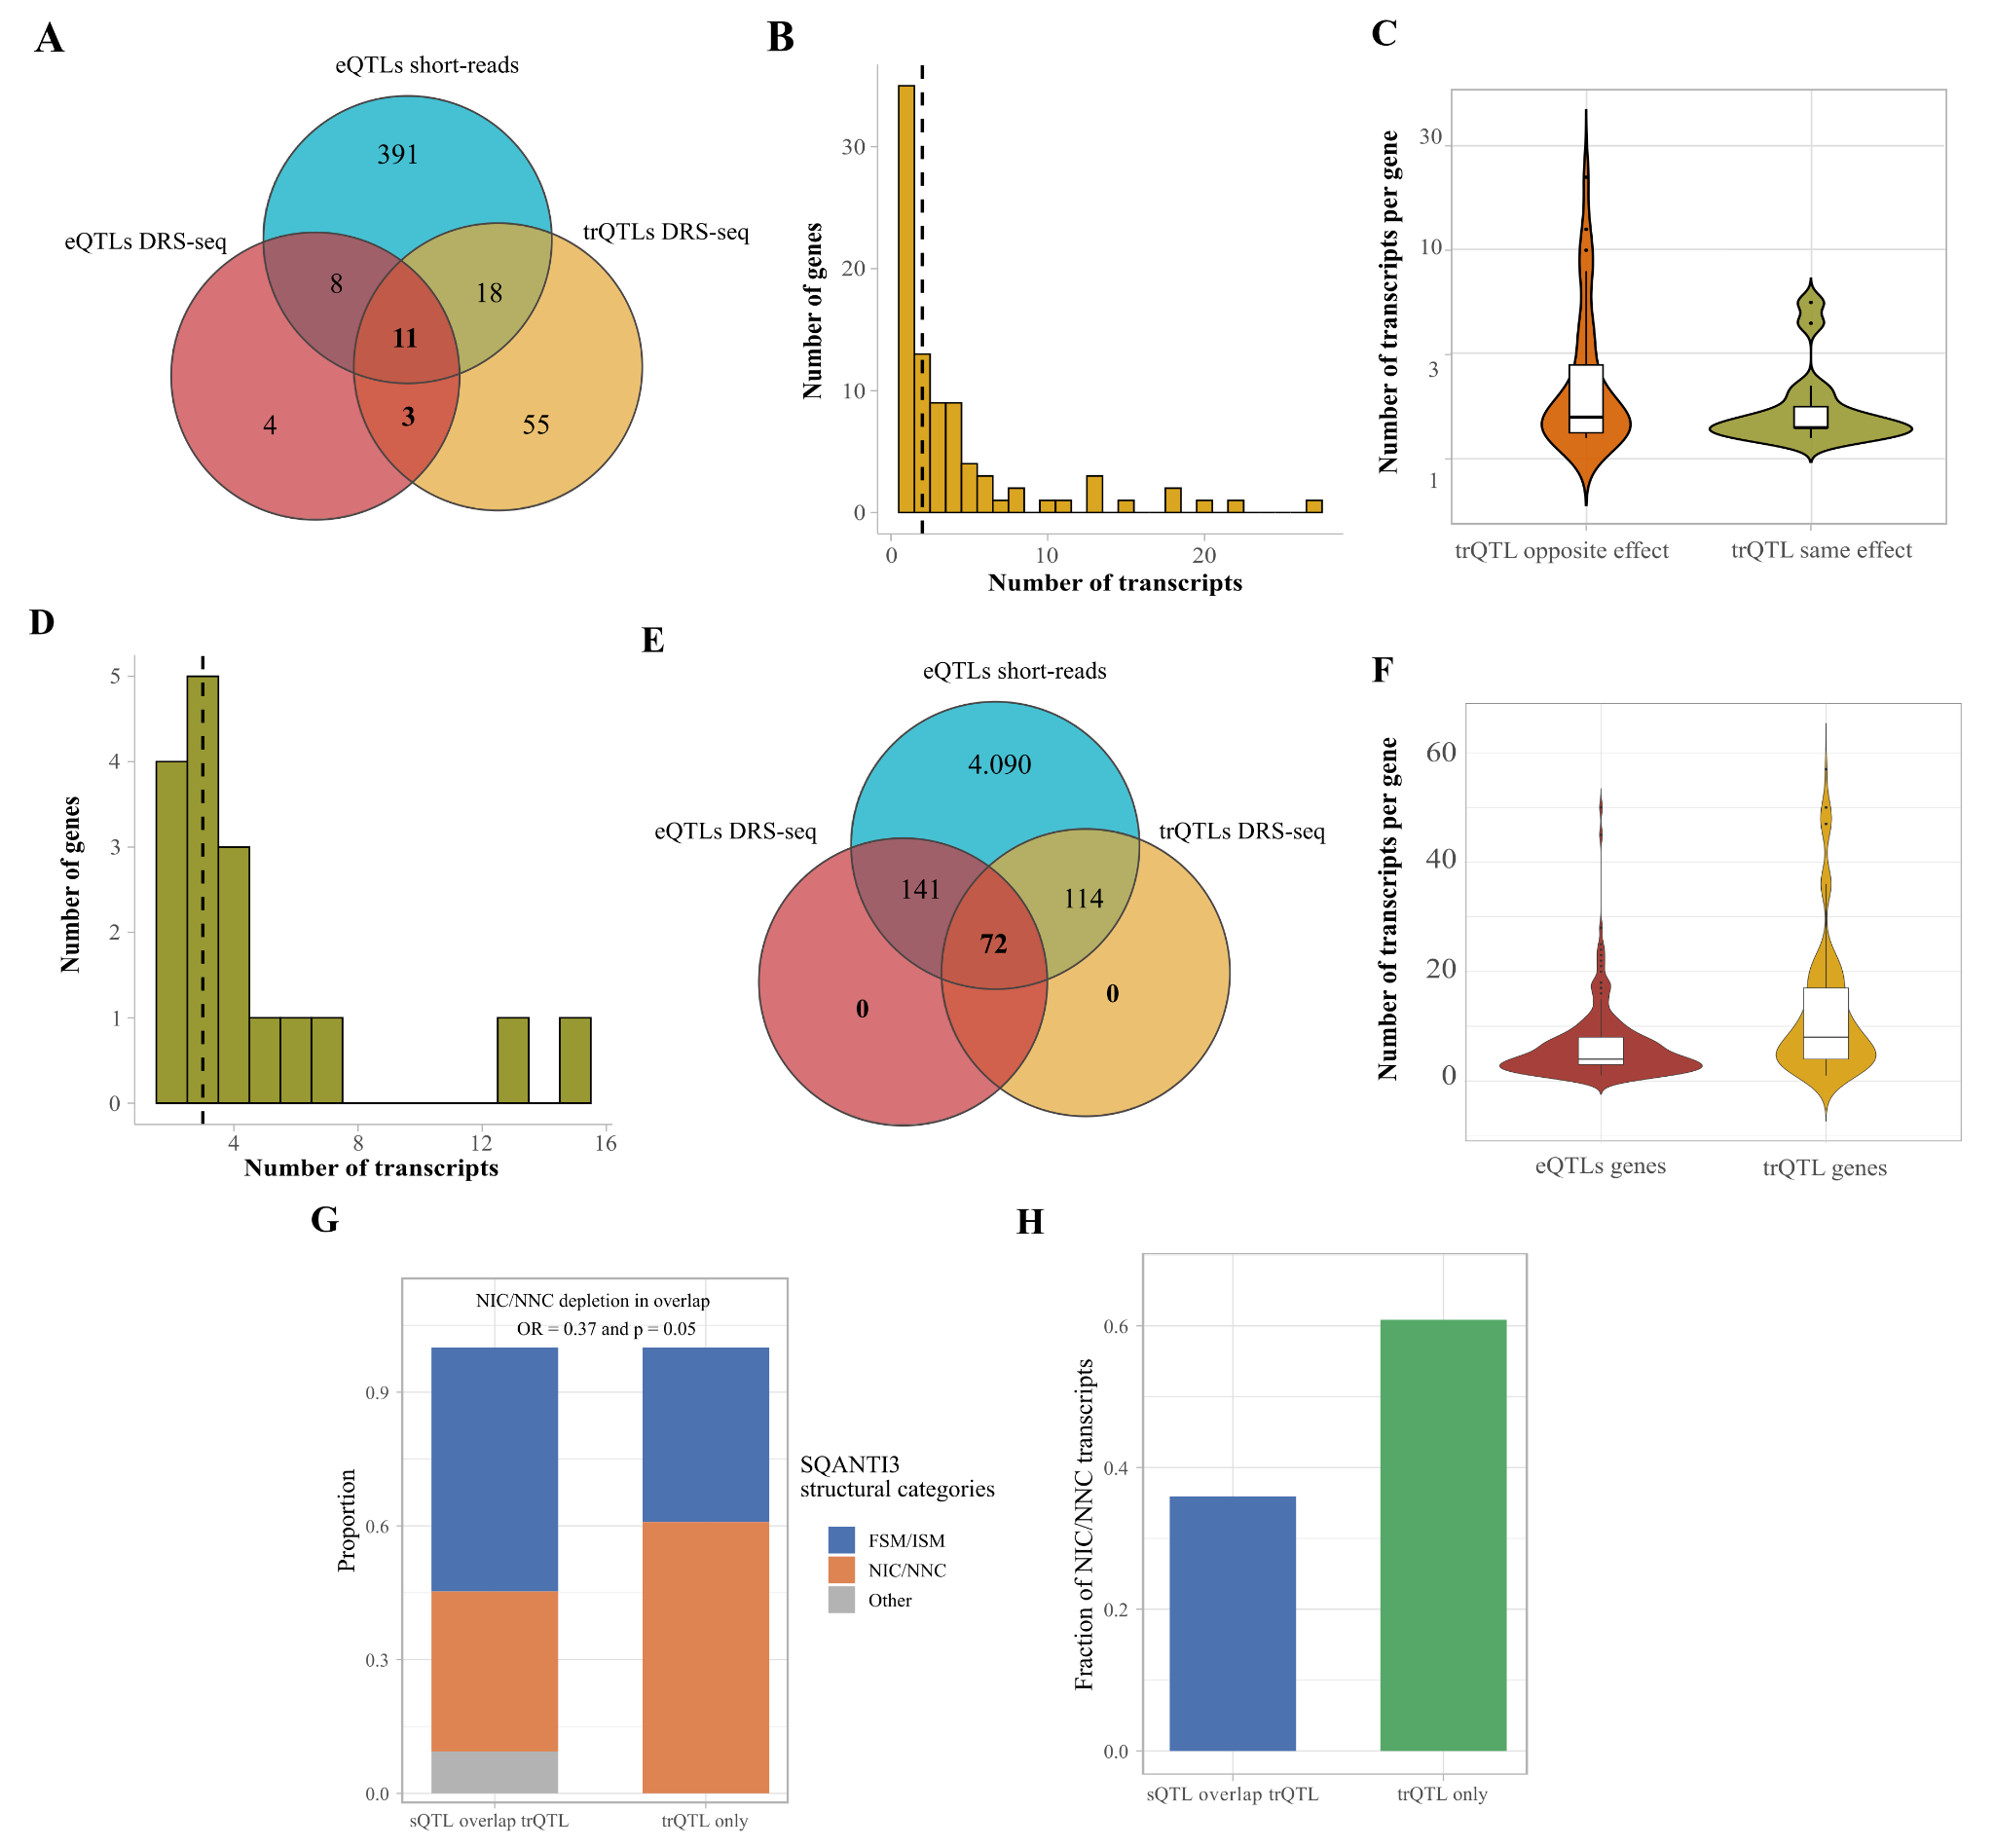 A
eQTLs short-reads
391
eQTLs DRS-seq
trQTLs DRS-seq
8
18
11
3
4
55
B
Number of genes
30
20
10
0
0
10
20
Number of transcripts
C
Number of transcripts per gene
30
10
3
1
trQTL opposite effect
trQTL same effect
D
Number of genes
5
4
3
2
1
0
4
8
12
16
Number of transcripts
E
eQTLs short-reads
4.090
eQTLs DRS-seq
trQTLs DRS-seq
141
114
72
0
0
F
Number of transcripts per gene
60
40
20
0
eQTLs genes
trQTL genes
G
NIC/NNC depletion in overlap
OR = 0.37 and p = 0.05
Proportion
0.9
0.6
0.3
0.0
sQTL overlap trQTL
trQTL only
SQANTI3
structural categories
FSM/ISM
NIC/NNC
Other
H
Fraction of NIC/NNC transcripts
0.6
0.4
0.2
0.0
sQTL overlap trQTL
trQTL only